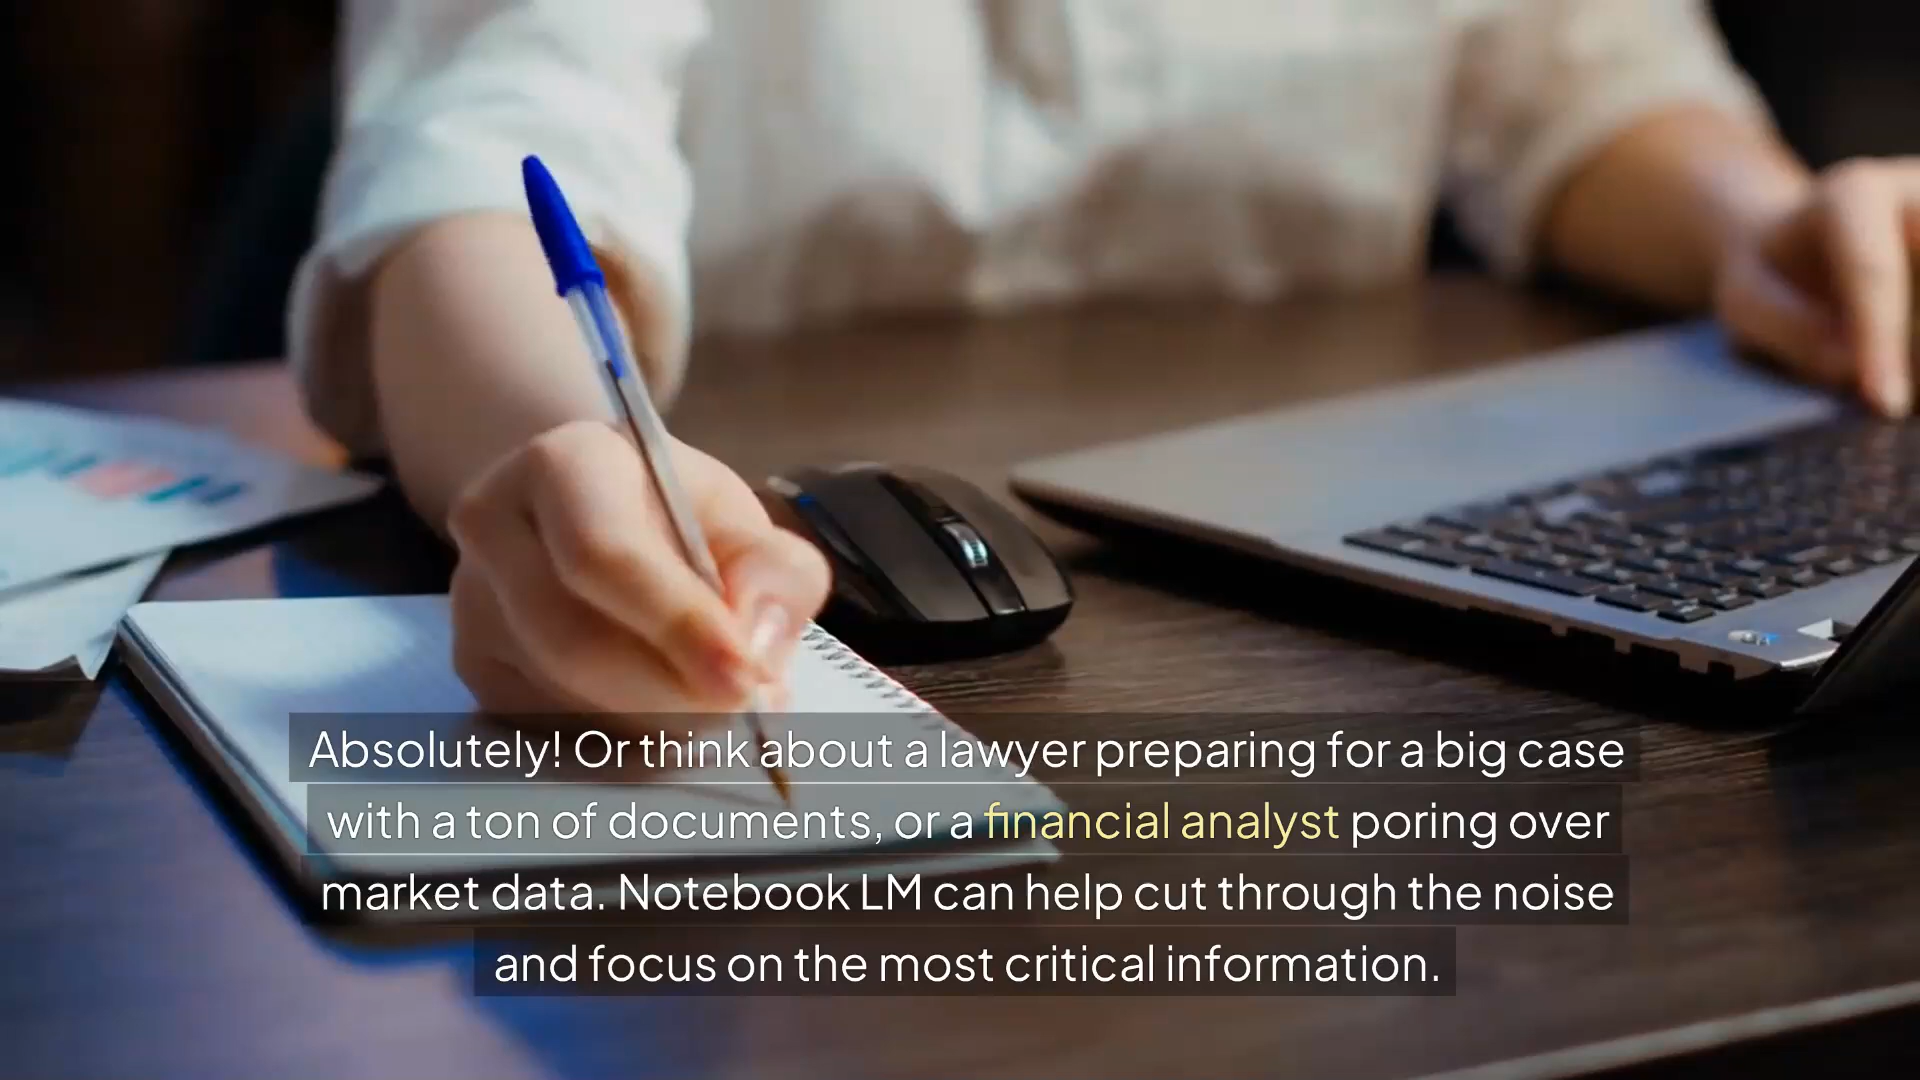 Absolutely! Or think about a lawyer preparing for a big case
with a ton of documents, or a financial analyst poring over
market data. Notebook LM can help cut through the noise
and focus on the most critical information.